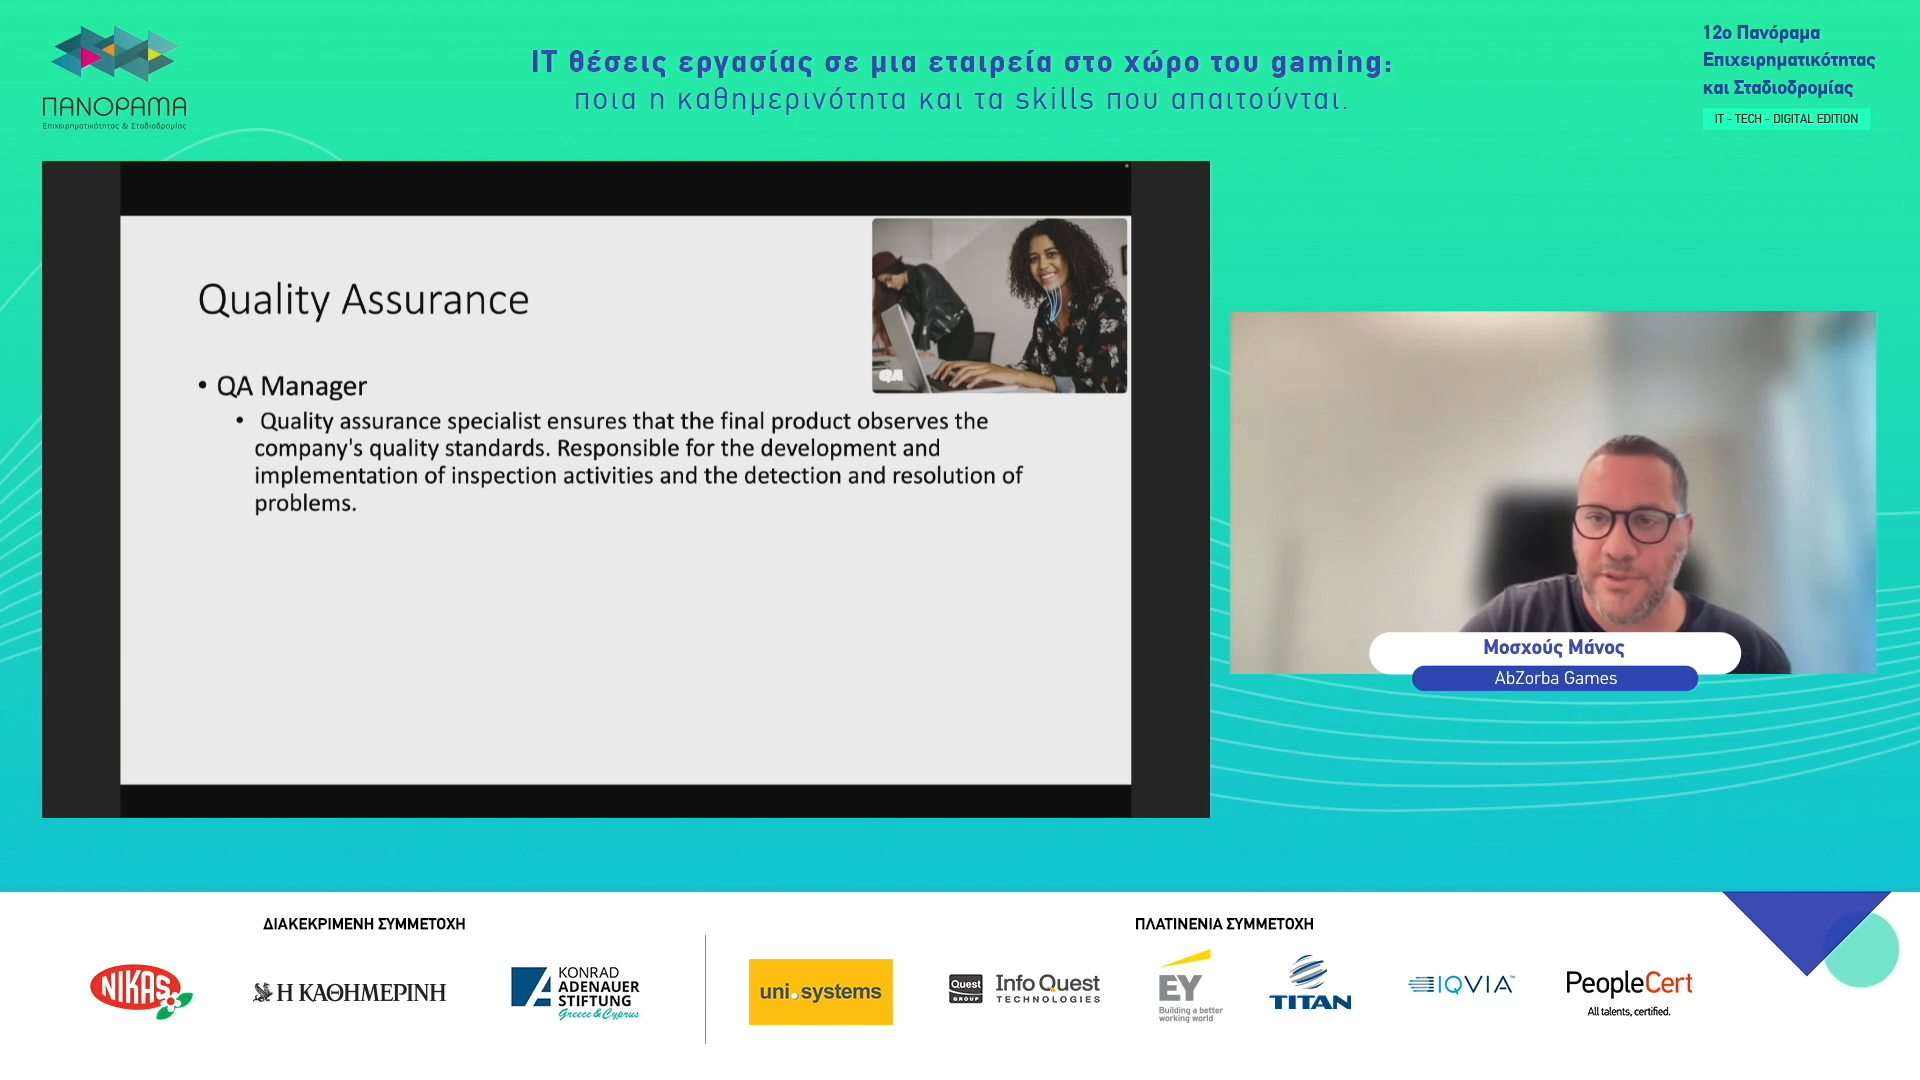 ΠΑΝΟΡΑΜΑ
Επιχειρηματικότητας & Σταδιοδρομίας
IT θέσεις εργασίας σε μια εταιρεία στο χώρο του gaming:
ποια η καθημερινότητα και τα skills που απαιτούνται.
12ο Πανόραμα
Επιχειρηματικότητας
και Σταδιοδρομίας
IT - TECH - DIGITAL EDITION
Quality Assurance
QA
• QA Manager
• Quality assurance specialist ensures that the final product observes the
company's quality standards. Responsible for the development and
implementation of inspection activities and the detection and resolution of
problems.
Μοσχούς Μάνος
AbZorba Games
ΔΙΑΚΕΚΡΙΜΕΝΗ ΣΥΜΜΕΤΟΧΗ
ΠΛΑΤΙΝΕΝΙΑ ΣΥΜΜΕΤΟΧΗ
NIKAS
Η ΚΑΘΗΜΕΡΙΝΗ
KONRAD
ADENAUER
STIFTUNG
Greece & Cyprus
uni.systems
Quest
GROUP
Info Quest
TECHNOLOGIES
EY
Building a better
working world
TITAN
IQVIA™
PeopleCert
All talents, certified.